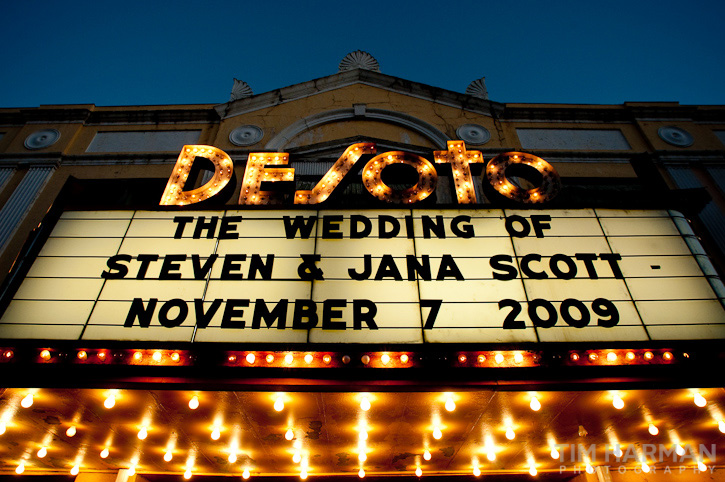 DESOTO
THE WEDDING OF
STEVEN & JANA SCOTT -
NOVEMBER 7 2009
TIM HARMAN
PHOTOGRAPHY